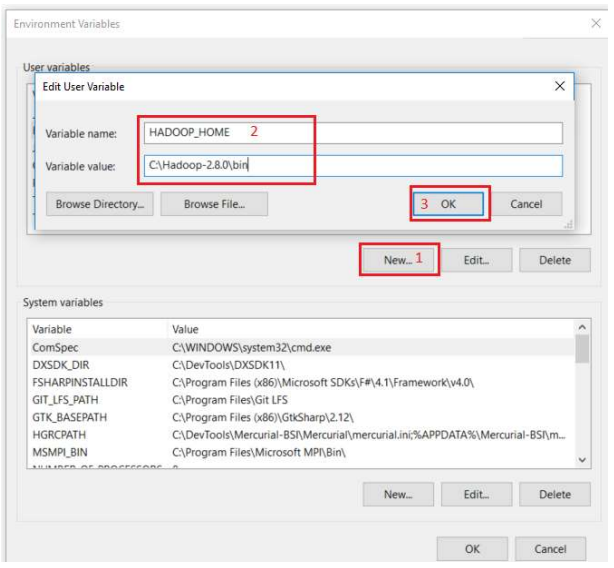 Environment Variables
User variables
Edit User Variable
Variable name: HADOOP_HOME 2
Variable value: C:\Hadoop-2.8.0\bin
Browse Directory... Browse File... 3 OK Cancel
New... 1 Edit... Delete
System variables
Variable Value
ComSpec C:\WINDOWS\system32\cmd.exe
DXSDK_DIR C:\DevTools\DXSDK11\
FSHARPINSTALLDIR C:\Program Files (x86)\Microsoft SDKs\F#\4.1\Framework\v4.0\
GIT_LFS_PATH C:\Program Files\Git LFS
GTK_BASEPATH C:\Program Files (x86)\GtkSharp\2.12\
HGRCPATH C:\DevTools\Mercurial-BSI\Mercurial\mercurial.ini;%APPDATA%\Mercurial-BSI\m...
MSMPI_BIN C:\Program Files\Microsoft MPI\Bin\
NUMBER_OF_PROCESSORS
New... Edit... Delete
OK Cancel